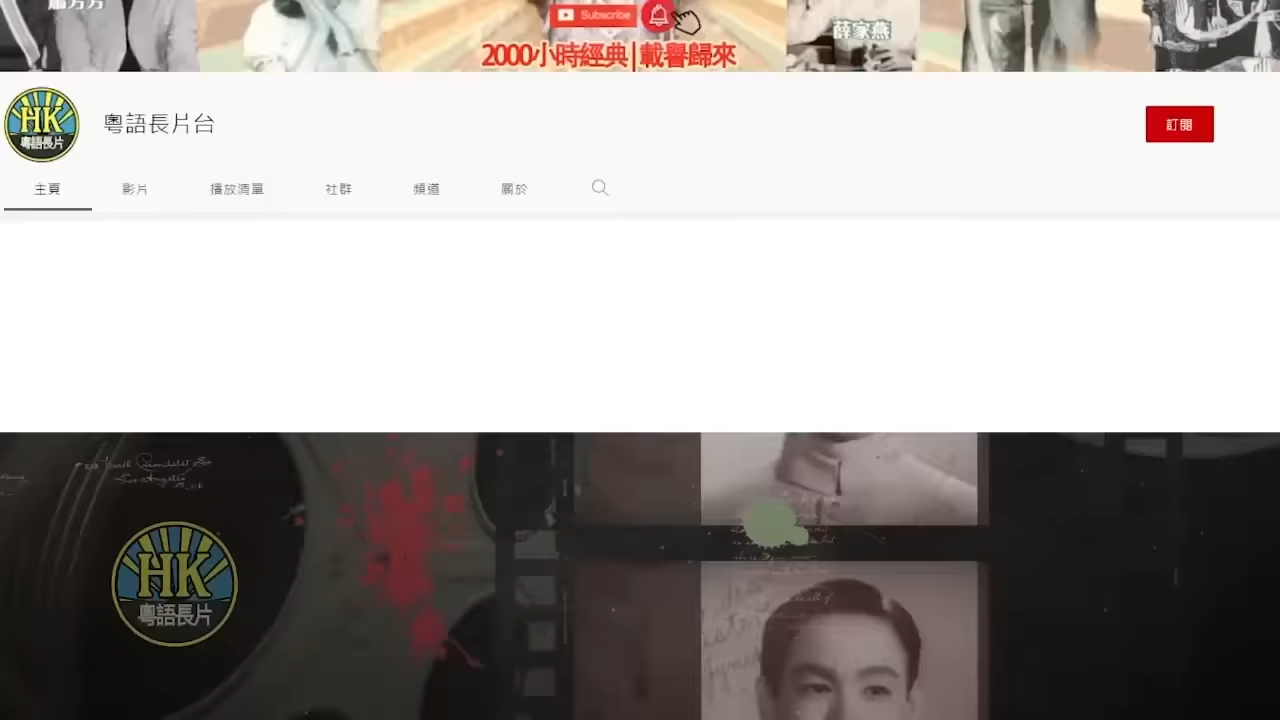 Subscribe
薛家燕
2000小時經典|載譽歸來
HK
粵語長片
粵語長片台
訂閱
主頁
影片
播放清單
社群
頻道
關於
HK
粵語長片